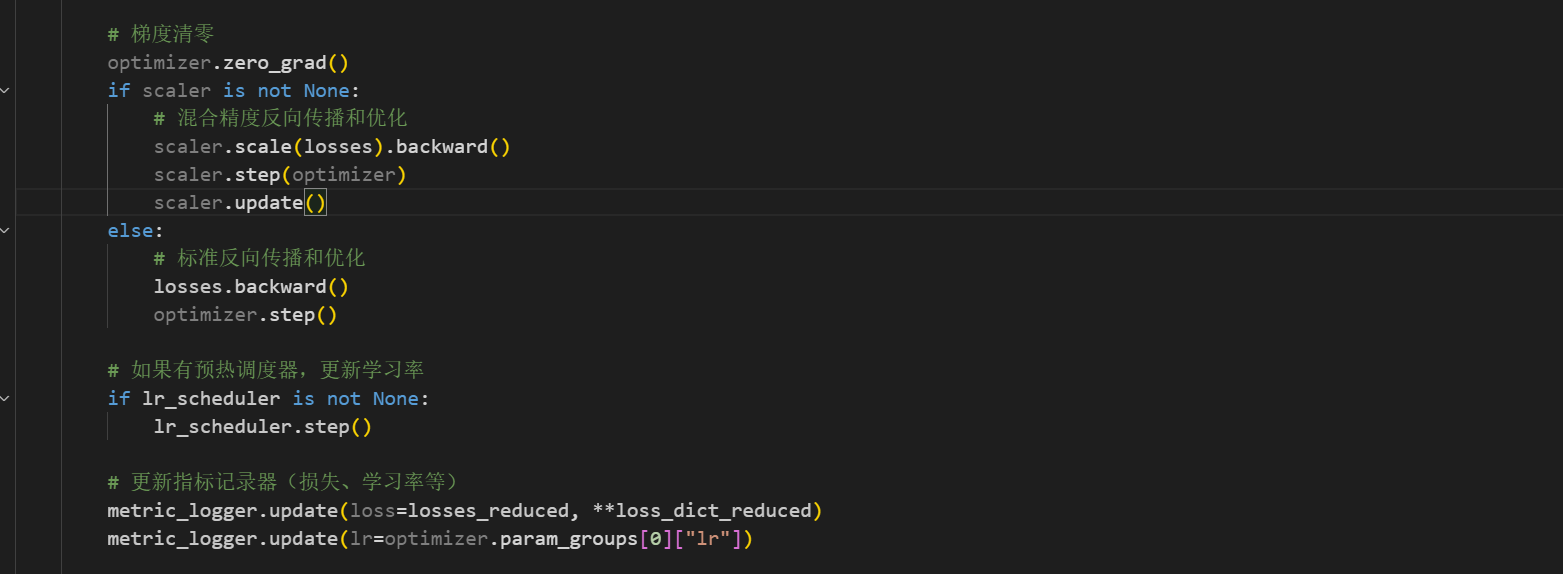 # 梯度清零
optimizer.zero_grad()
if scaler is not None:
# 混合精度反向传播和优化
scaler.scale(losses).backward()
scaler.step(optimizer)
scaler.update()
else:
# 标准反向传播和优化
losses.backward()
optimizer.step()
# 如果有预热调度器，更新学习率
if lr_scheduler is not None:
lr_scheduler.step()
# 更新指标记录器（损失、学习率等）
metric_logger.update(loss=losses_reduced, **loss_dict_reduced)
metric_logger.update(lr=optimizer.param_groups[0]["lr"])